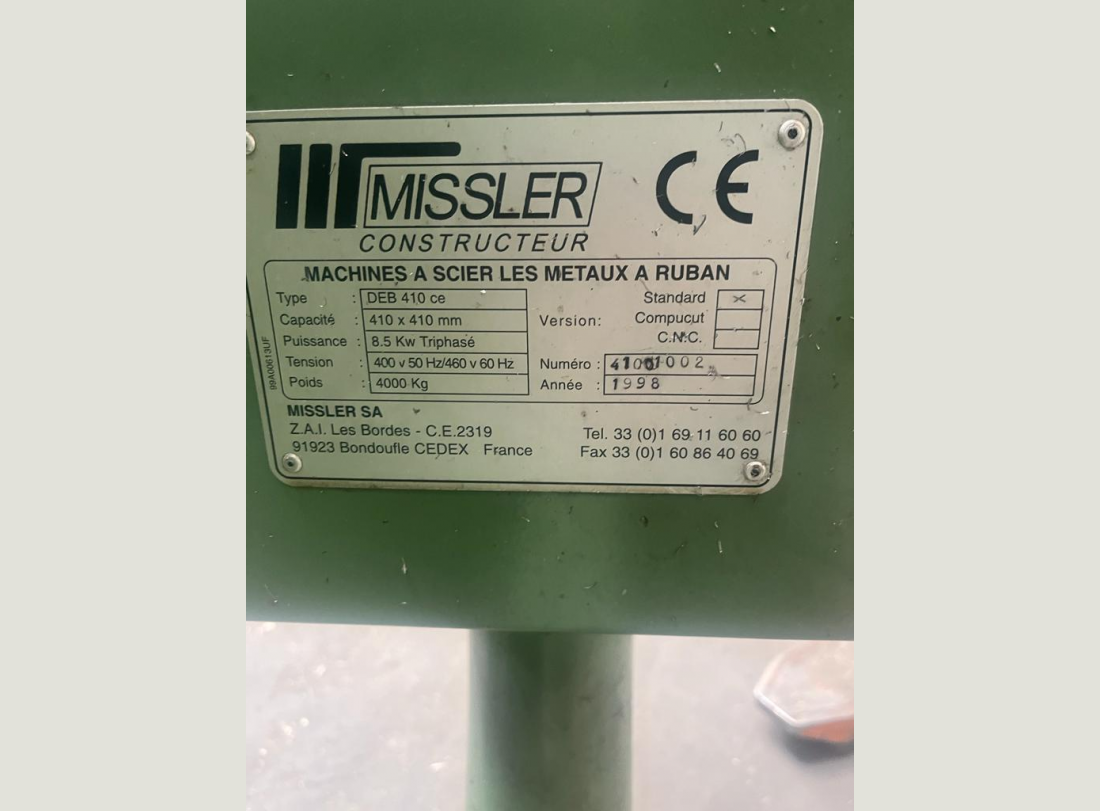 MISSLER CE
CONSTRUCTEUR
MACHINES A SCIER LES METAUX A RUBAN
Type : DEB 410 ce
Capacité : 410 x 410 mm
Puissance : 8.5 Kw Triphasé
Tension : 400 v 50 Hz/460 v 60 Hz
Poids : 4000 Kg
Version:
Standard x
Compucut
C.N.C.
Numéro :
Année : 1998
99A00613UF
MISSLER SA
Z.A.I. Les Bordes - C.E.2319
91923 Bondoufle CEDEX France
Tel. 33 (0)1 69 11 60 60
Fax 33 (0)1 60 86 40 69